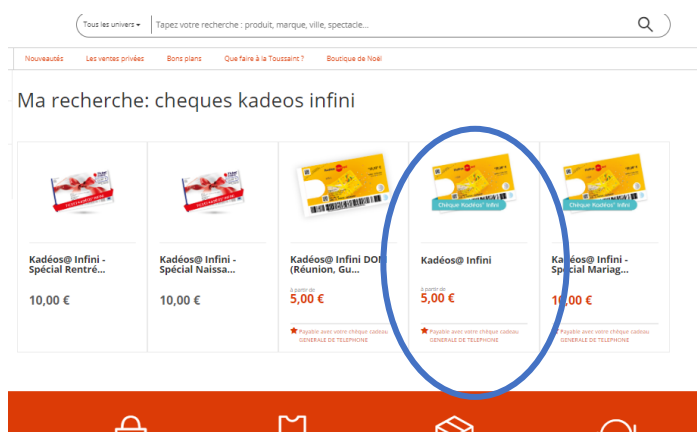 Tous les univers
Tapez votre recherche : produit, marque, ville, spectacle...
Nouveautés Les ventes privées Bons plans Que faire à la Toussaint ? Boutique de Noël
Ma recherche: cheques kadeos infini
Chèque Kadéos® Infini
Chèque Kadéos® Infini
Kadéos@ Infini -
Spécial Rentré...
10,00 €
Kadéos@ Infini -
Spécial Naissa...
10,00 €
Kadéos@ Infini DOM
(Réunion, Gu...
à partir de
5,00 €
Payable avec votre chèque cadeau
GENERALE DE TELEPHONE
Kadéos@ Infini
à partir de
5,00 €
Payable avec votre chèque cadeau
GENERALE DE TELEPHONE
Kadéos@ Infini -
Spécial Mariag...
10,00 €
Payable avec votre chèque cadeau
GENERALE DE TELEPHONE